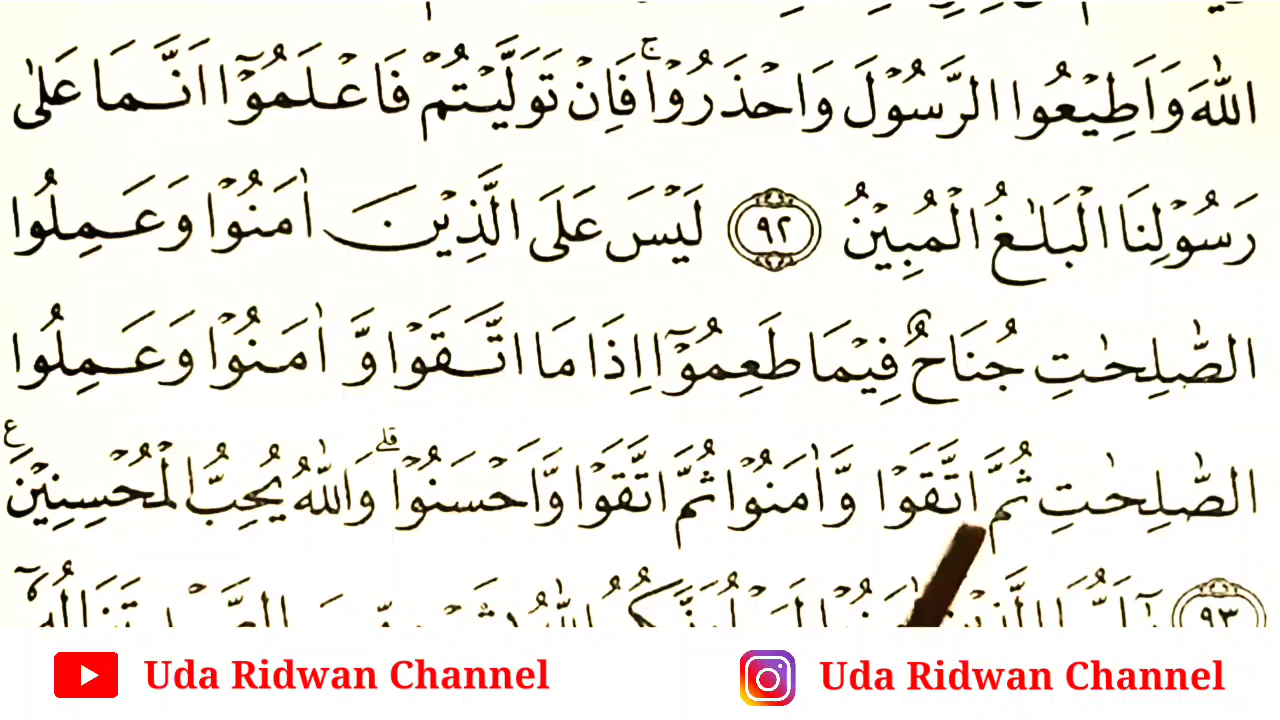 اللّٰهَ وَاَطِيْعُوا الرَّسُوْلَ وَاحْذَرُوْاۚ فَاِنْ تَوَلَّيْتُمْ فَاعْلَمُوْٓا اَنَّمَا عَلٰى
رَسُوْلِنَا الْبَلٰغُ الْمُبِيْنُ ٩٢ لَيْسَ عَلَى الَّذِيْنَ اٰمَنُوْا وَعَمِلُوا
الصّٰلِحٰتِ جُنَاحٌ فِيْمَا طَعِمُوْٓا اِذَا مَا اتَّقَوْا وَّ اٰمَنُوْا وَعَمِلُوا
الصّٰلِحٰتِ ثُمَّ اتَّقَوْا وَّاٰمَنُوْا ثُمَّ اتَّقَوْا وَّاَحْسَنُوْاۗ وَاللّٰهُ يُحِبُّ الْمُحْسِنِيْنَ ࣖ
٩٣
Uda Ridwan Channel
Uda Ridwan Channel